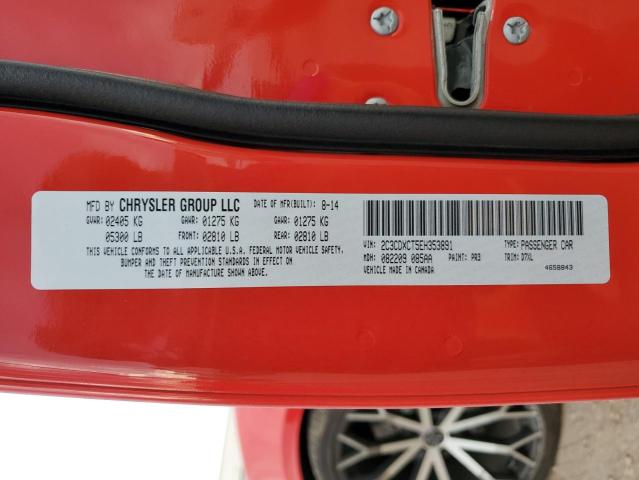 MFD BY CHRYSLER GROUP LLC DATE OF MFR(BUILT): 8-14
GVWR: 02405 KG GAWR: 01275 KG GAWR: 01275 KG
05300 LB FRONT: 02810 LB REAR: 02810 LB
THIS VEHICLE CONFORMS TO ALL APPLICABLE U.S.A. FEDERAL MOTOR VEHICLE SAFETY,
BUMPER AND THEFT PREVENTION STANDARDS IN EFFECT ON
THE DATE OF MANUFACTURE SHOWN ABOVE.
VIN: 2C3CDXCT5EH353891 TYPE: PASSENGER CAR
MDH: 082209 085AA PAINT: PR3 TRIM: D7XL
VEHICLE MADE IN CANADA 4658843